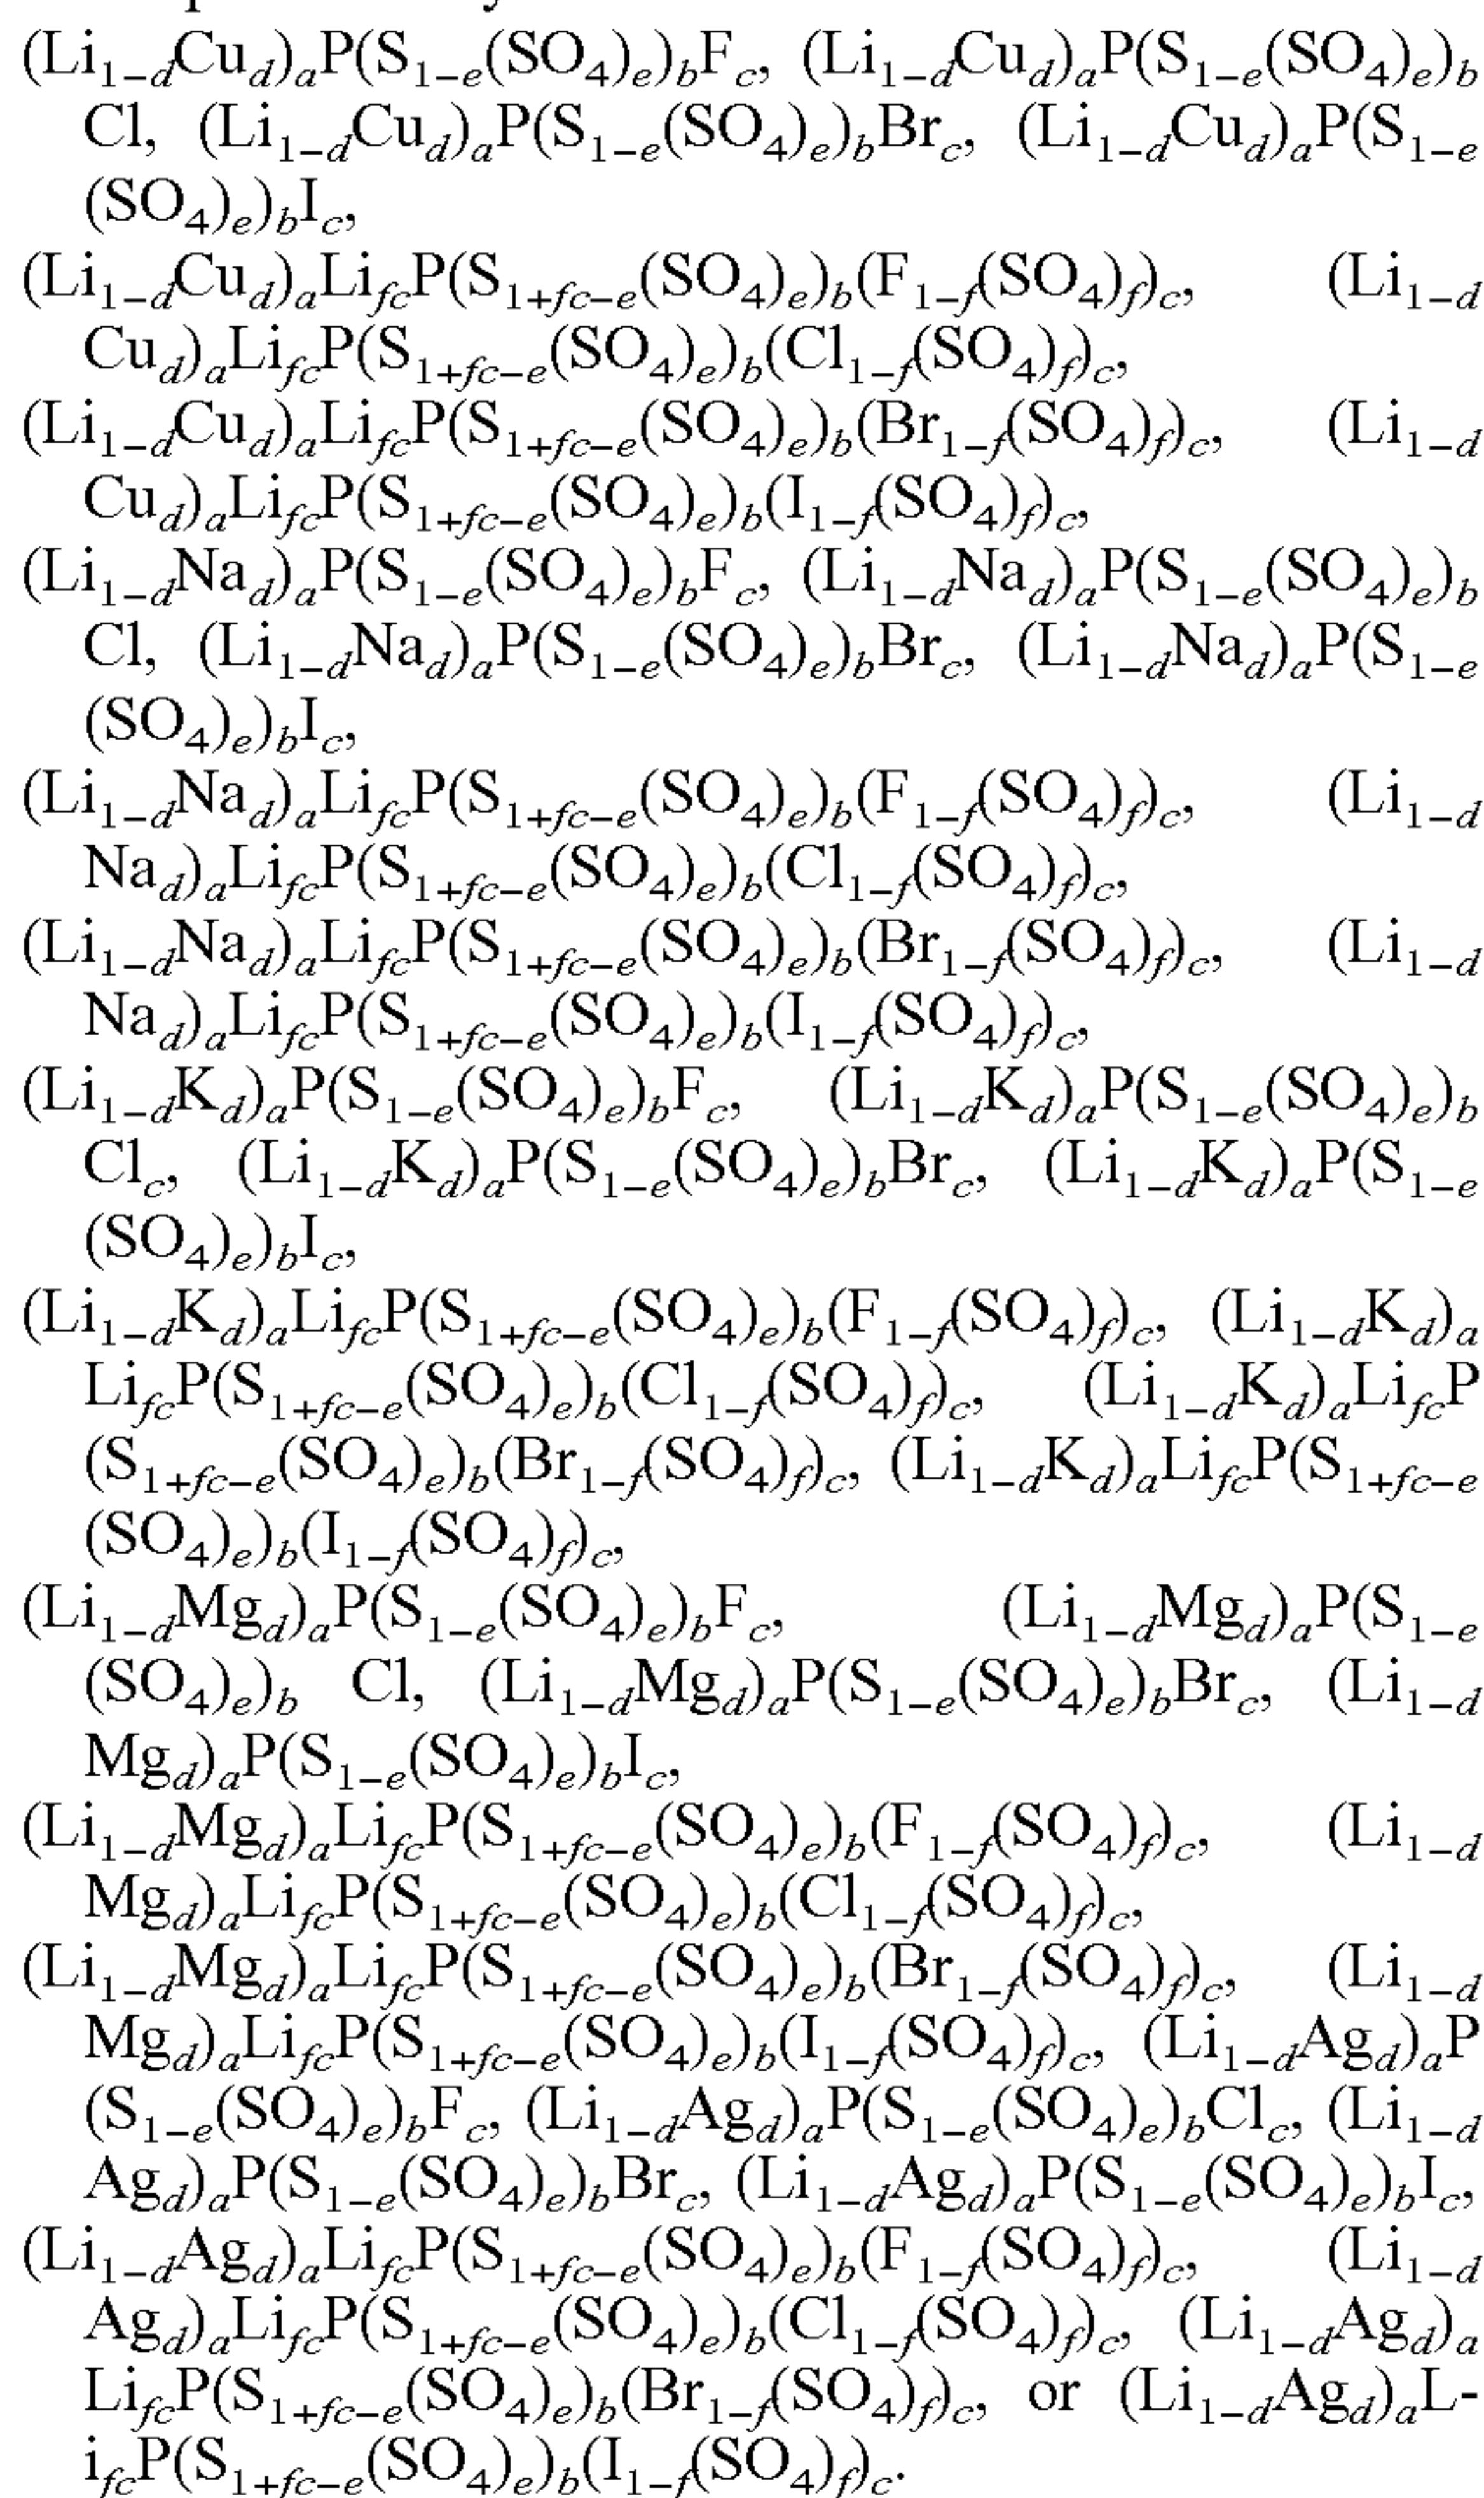 (Li₁₋dCud)aP(S₁₋e(SO₄)e)bFc, (Li₁₋dCud)aP(S₁₋e(SO₄)e)b
Cl, (Li₁₋dCud)aP(S₁₋e(SO₄)e)bBrc, (Li₁₋dCud)aP(S₁₋e
(SO₄)e)bIc,
(Li₁₋dCud)aLifcP(S₁₊fc₋e(SO₄)e)b(F₁₋f(SO₄)f)c, (Li₁₋d
Cud)aLifcP(S₁₊fc₋e(SO₄)e)b(Cl₁₋f(SO₄)f)c,
(Li₁₋dCud)aLifcP(S₁₊fc₋e(SO₄)e)b(Br₁₋f(SO₄)f)c, (Li₁₋d
Cud)aLifcP(S₁₊fc₋e(SO₄)e)b(I₁₋f(SO₄)f)c,
(Li₁₋dNad)aP(S₁₋e(SO₄)e)bFc, (Li₁₋dNad)aP(S₁₋e(SO₄)e)b
Cl, (Li₁₋dNad)aP(S₁₋e(SO₄)e)bBrc, (Li₁₋dNad)aP(S₁₋e
(SO₄)e)bIc,
(Li₁₋dNad)aLifcP(S₁₊fc₋e(SO₄)e)b(F₁₋f(SO₄)f)c, (Li₁₋d
Nad)aLifcP(S₁₊fc₋e(SO₄)e)b(Cl₁₋f(SO₄)f)c,
(Li₁₋dNad)aLifcP(S₁₊fc₋e(SO₄)e)b(Br₁₋f(SO₄)f)c, (Li₁₋d
Nad)aLifcP(S₁₊fc₋e(SO₄)e)b(I₁₋f(SO₄)f)c,
(Li₁₋dKd)aP(S₁₋e(SO₄)e)bFc, (Li₁₋dKd)aP(S₁₋e(SO₄)e)b
Clc, (Li₁₋dKd)aP(S₁₋e(SO₄)e)bBrc, (Li₁₋dKd)aP(S₁₋e
(SO₄)e)bIc,
(Li₁₋dKd)aLifcP(S₁₊fc₋e(SO₄)e)b(F₁₋f(SO₄)f)c, (Li₁₋dKd)a
LifcP(S₁₊fc₋e(SO₄)e)b(Cl₁₋f(SO₄)f)c, (Li₁₋dKd)aLifcP
(S₁₊fc₋e(SO₄)e)b(Br₁₋f(SO₄)f)c, (Li₁₋dKd)aLifcP(S₁₊fc₋e
(SO₄)e)b(I₁₋f(SO₄)f)c,
(Li₁₋dMgd)aP(S₁₋e(SO₄)e)bFc, (Li₁₋dMgd)aP(S₁₋e
(SO₄)e)b Cl, (Li₁₋dMgd)aP(S₁₋e(SO₄)e)bBrc, (Li₁₋d
Mgd)aP(S₁₋e(SO₄)e)bIc,
(Li₁₋dMgd)aLifcP(S₁₊fc₋e(SO₄)e)b(F₁₋f(SO₄)f)c, (Li₁₋d
Mgd)aLifcP(S₁₊fc₋e(SO₄)e)b(Cl₁₋f(SO₄)f)c,
(Li₁₋dMgd)aLifcP(S₁₊fc₋e(SO₄)e)b(Br₁₋f(SO₄)f)c, (Li₁₋d
Mgd)aLifcP(S₁₊fc₋e(SO₄)e)b(I₁₋f(SO₄)f)c, (Li₁₋dAgd)aP
(S₁₋e(SO₄)e)bFc, (Li₁₋dAgd)aP(S₁₋e(SO₄)e)bClc, (Li₁₋d
Agd)aP(S₁₋e(SO₄)e)bBrc, (Li₁₋dAgd)aP(S₁₋e(SO₄)e)bIc,
(Li₁₋dAgd)aLifcP(S₁₊fc₋e(SO₄)e)b(F₁₋f(SO₄)f)c, (Li₁₋d
Agd)aLifcP(S₁₊fc₋e(SO₄)e)b(Cl₁₋f(SO₄)f)c, (Li₁₋dAgd)a
LifcP(S₁₊fc₋e(SO₄)e)b(Br₁₋f(SO₄)f)c, or (Li₁₋dAgd)aL-
ifcP(S₁₊fc₋e(SO₄)e)b(I₁₋f(SO₄)f)c.